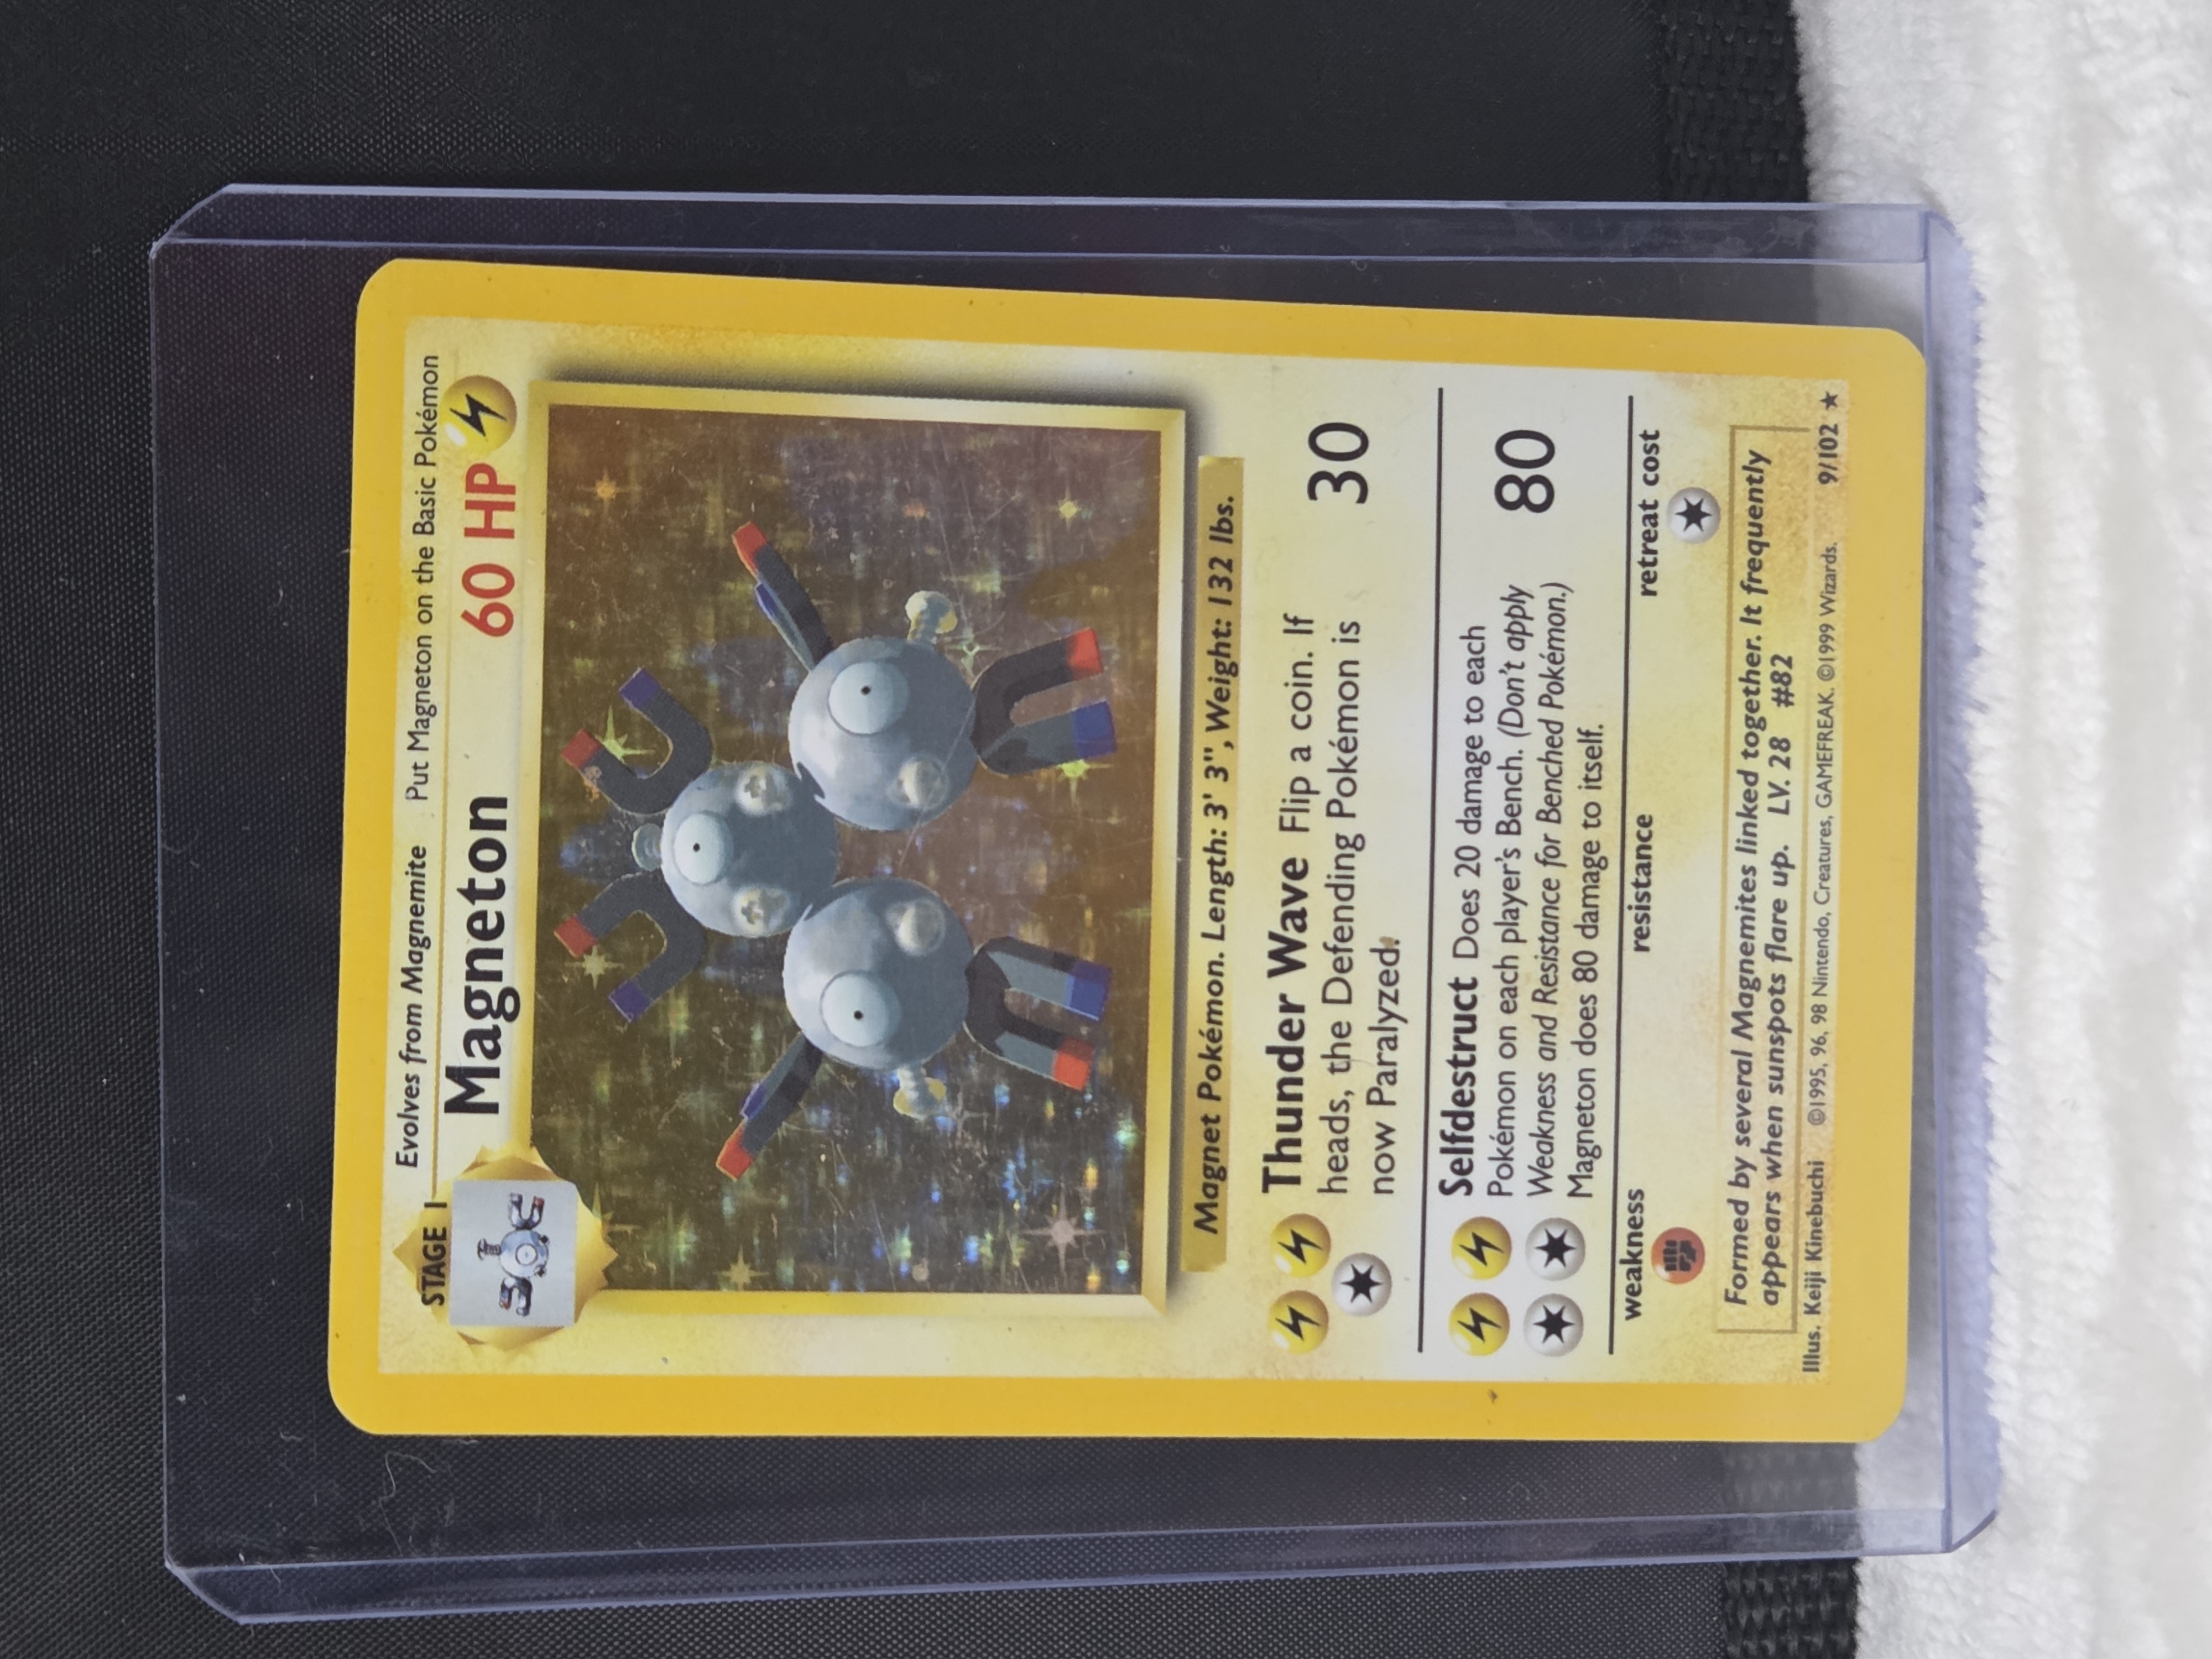 STAGE 1 Evolves from Magnemite Put Magneton on the Basic Pokémon
Magneton 60 HP
Magnet Pokémon. Length: 3' 3", Weight: 132 lbs.
Thunder Wave Flip a coin. If
heads, the Defending Pokémon is
now Paralyzed.
30
Selfdestruct Does 20 damage to each
Pokémon on each player's Bench. (Don't apply
Weakness and Resistance for Benched Pokémon.)
Magneton does 80 damage to itself.
80
weakness resistance retreat cost
Formed by several Magnemites linked together. It frequently
appears when sunspots flare up. LV. 28 #82
Illus. Keiji Kinebuchi ©1995, 96, 98 Nintendo, Creatures, GAMEFREAK. ©1999 Wizards. 9/102 ★